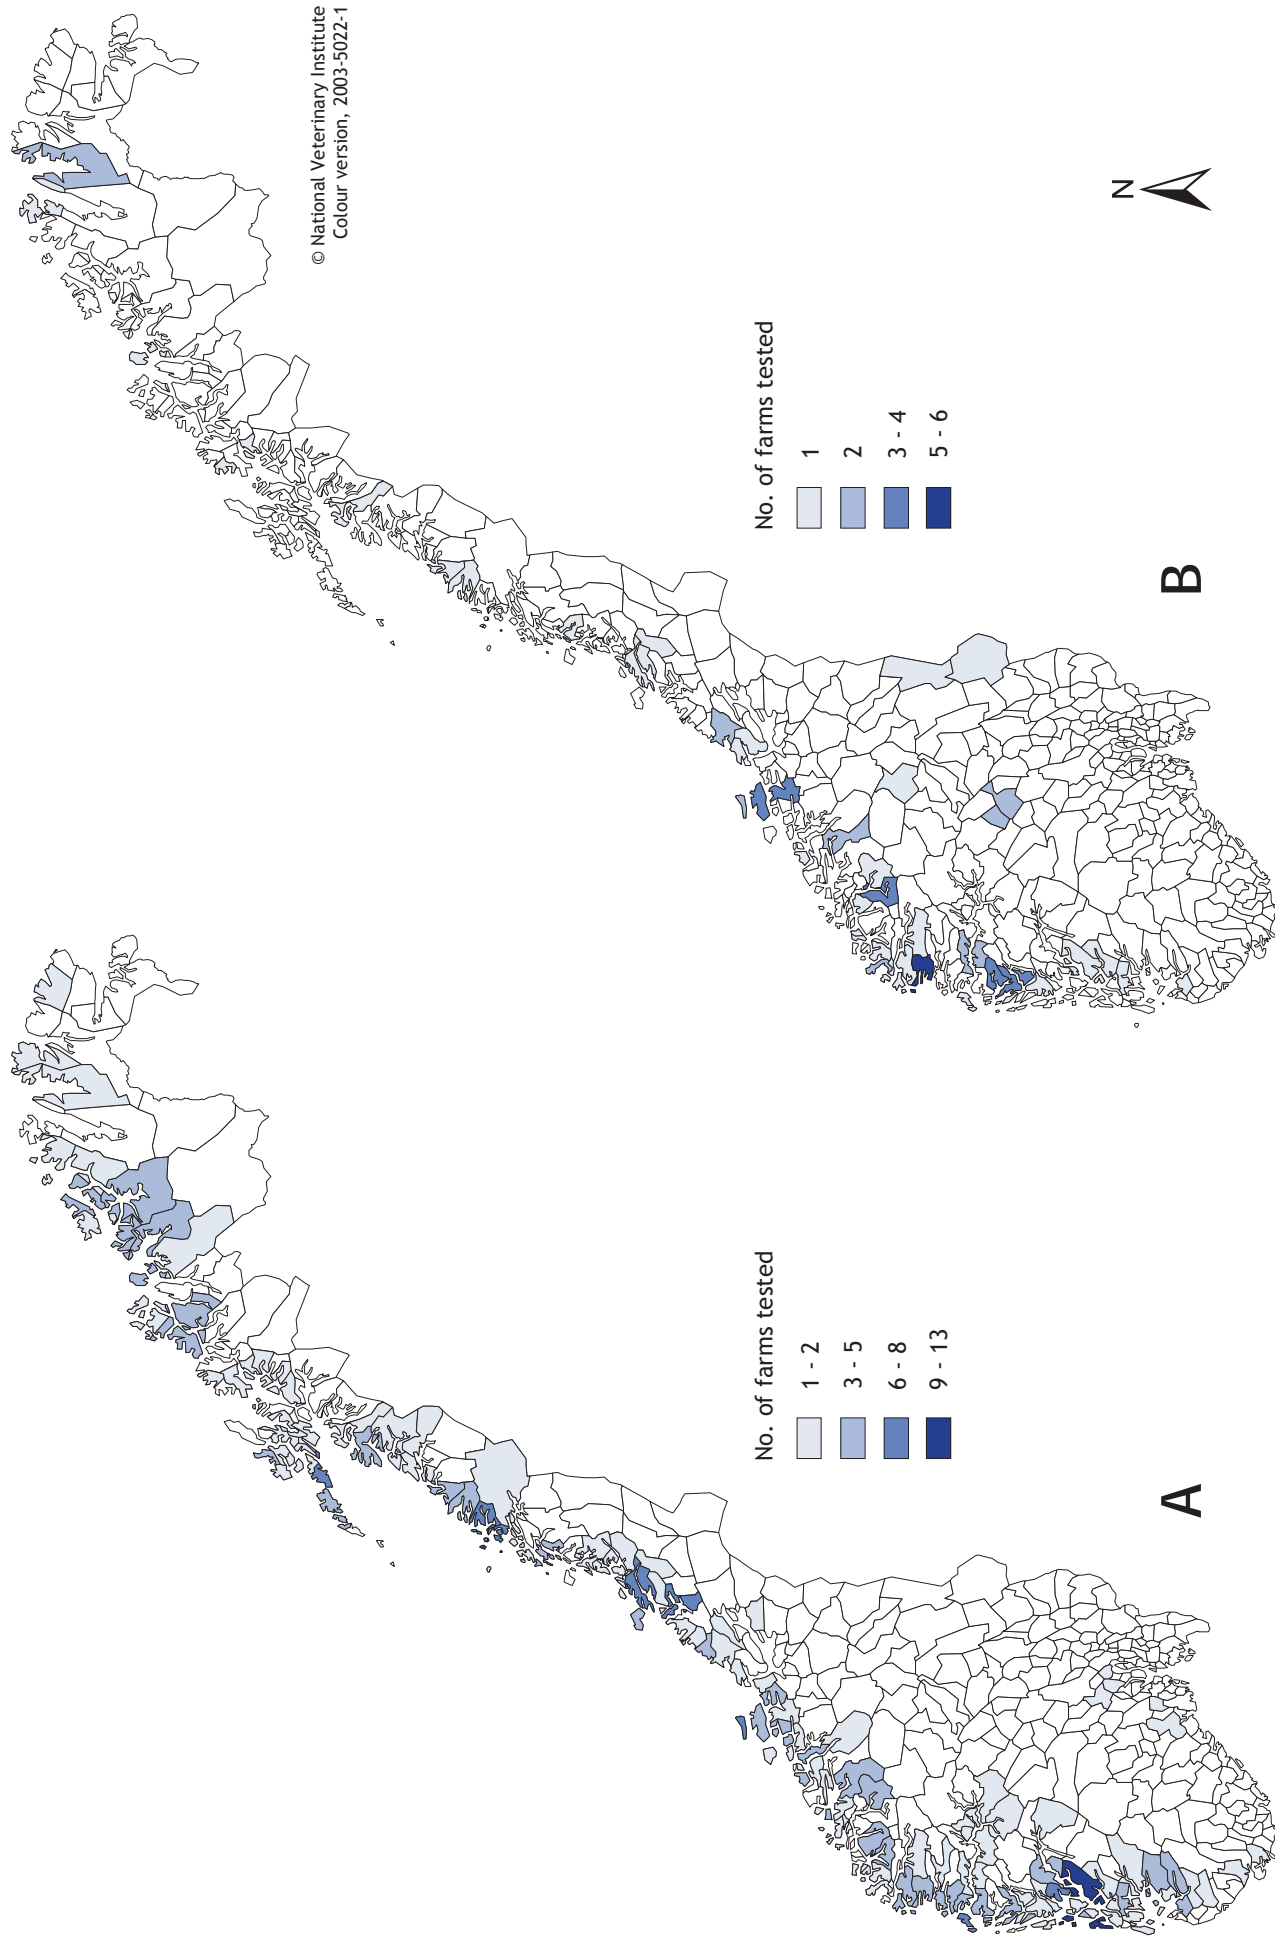 © National Veterinary Institute
Colour version, 2003-5022-1
N
No. of farms tested
1 - 2
3 - 5
6 - 8
9 - 13
A
No. of farms tested
1
2
3 - 4
5 - 6
B